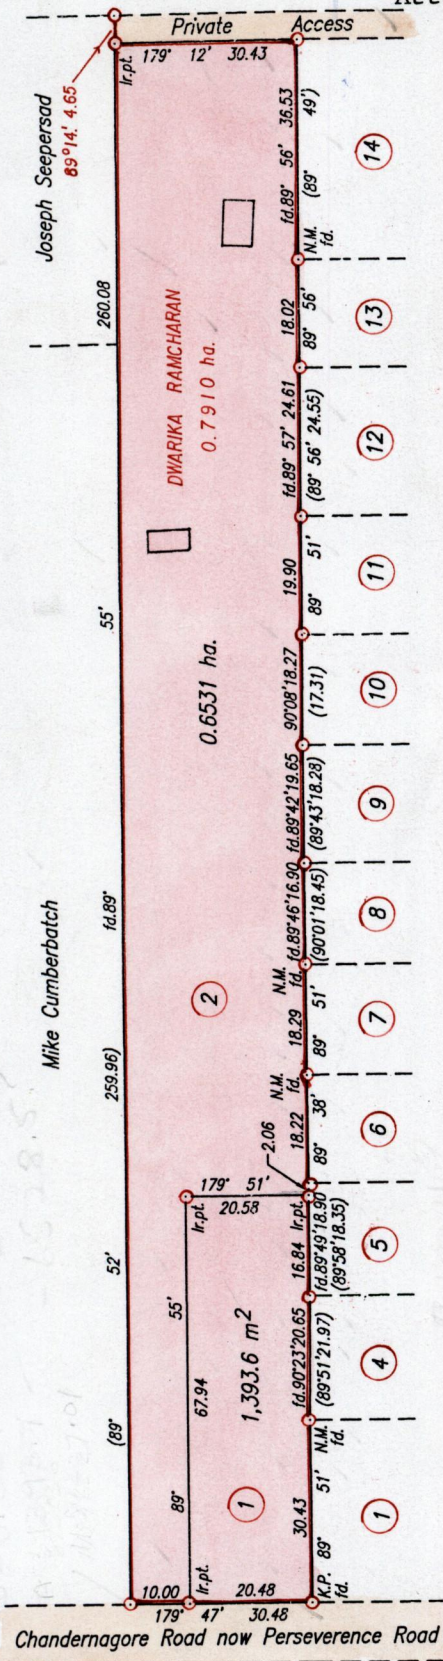 Private Access
179° 12' 30.43
Ir.pt.
Joseph Seepersad
89°14'. 4.65
260.08
36.53
49')
fd.89° 56'
(89°
N.M.
fd.
14
18.02
89° 56'
13
DWARIKA RAMCHARAN
0.7910 ha.
fd.89° 57' 24.61
(89° 56' 24.55)
12
19.90
89° 51'
11
.55'
0.6531 ha.
90°08'18.27
(17.31)
10
fd.89°42'19.65
(89°43'18.28)
9
fd.89°46'16.90
(90°01'18.45)
8
fd.89°
Mike Cumberbatch
2
N.M.
fd.
18.29
89° 51'
7
259.96)
N.M.
fd.
18.22
89° 38'
6
2.06
179° 51'
20.58
Ir.pt.
Ir.pt.
16.84
fd.89°49'18.90
(89°58'18.35)
5
52'
55'
67.94
89°
1,393.6 m²
fd.90°23'20.65
(89°51'21.97)
4
(89°
N.M.
fd.
1
30.43
89° 51'
1
K.P.
fd.
Ir.pt.
10.00 20.48
179° 47' 30.48
Chandernagore Road now Perseverence Road